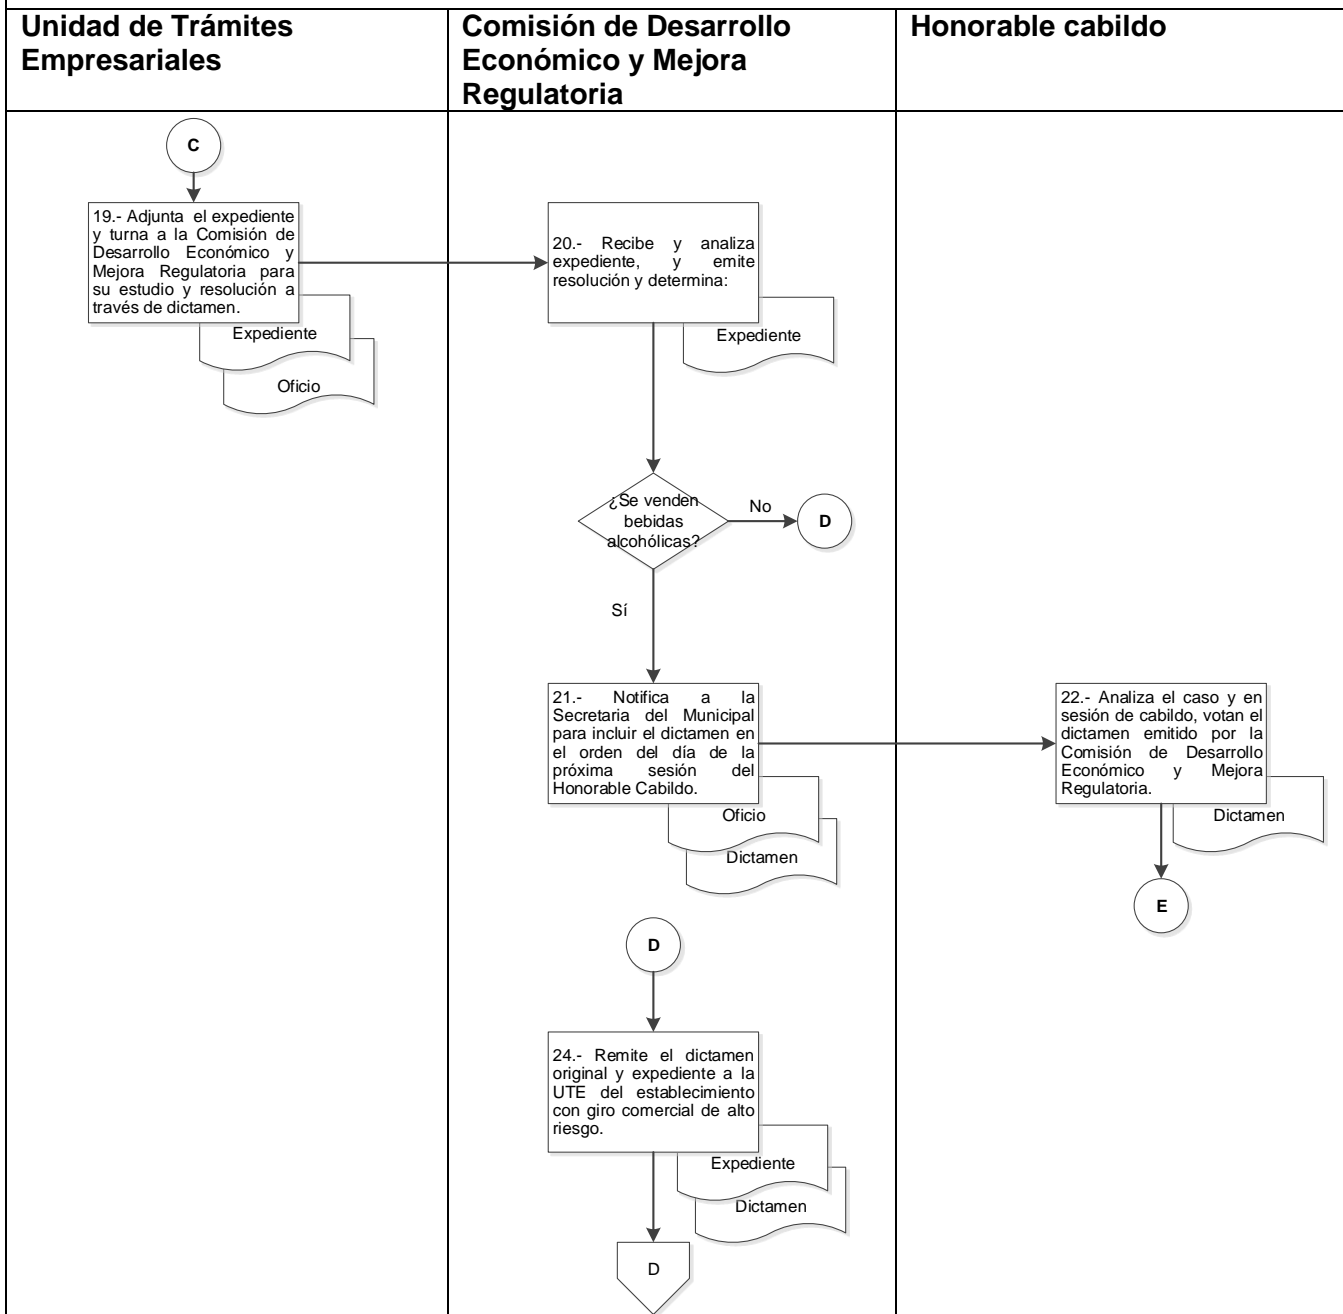 Unidad de Trámites
Empresariales
Comisión de Desarrollo
Económico y Mejora
Regulatoria
Honorable cabildo
C
19.- Adjunta el expediente
y turna a la Comisión de
Desarrollo Económico y
Mejora Regulatoria para
su estudio y resolución a
través de dictamen.
Expediente
Oficio
20.- Recibe y analiza
expediente, y emite
resolución y determina:
Expediente
¿Se venden
bebidas
alcohólicas?
No
D
Sí
21.- Notifica a la
Secretaria del Municipal
para incluir el dictamen en
el orden del día de la
próxima sesión del
Honorable Cabildo.
Oficio
Dictamen
22.- Analiza el caso y en
sesión de cabildo, votan el
dictamen emitido por la
Comisión de Desarrollo
Económico y Mejora
Regulatoria.
Dictamen
E
D
24.- Remite el dictamen
original y expediente a la
UTE del establecimiento
con giro comercial de alto
riesgo.
Expediente
Dictamen
D